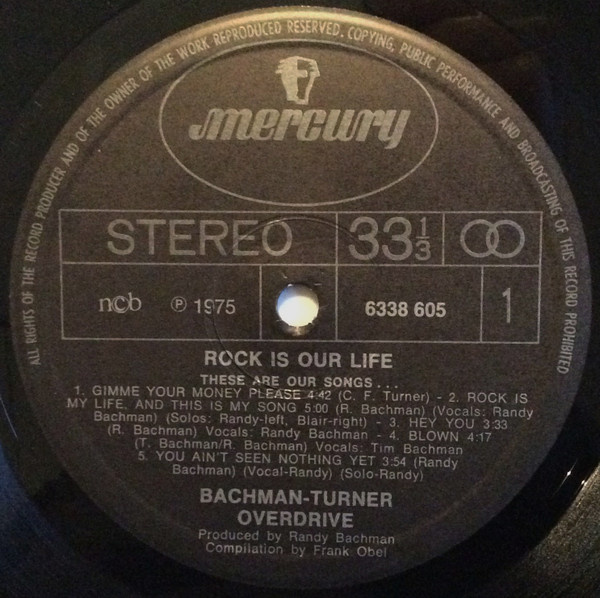 ALL RIGHTS OF THE RECORD PRODUCER AND OF THE OWNER OF THE WORK REPRODUCED RESERVED. COPYING, PUBLIC PERFORMANCE AND BROADCASTING OF THIS RECORD PROHIBITED
mercury
STEREO 33 1/3
ncb ℗ 1975 6338 605 1
ROCK IS OUR LIFE
THESE ARE OUR SONGS...
1. GIMME YOUR MONEY PLEASE 4:42 (C. F. Turner) - 2. ROCK IS
MY LIFE, AND THIS IS MY SONG 5:00 (R. Bachman) (Vocals: Randy
Bachman) (Solos: Randy-left, Blair-right) - 3. HEY YOU 3:33
(R. Bachman) Vocals: Randy Bachman - 4. BLOWN 4:17
(T. Bachman/R. Bachman) Vocals: Tim Bachman
5. YOU AIN'T SEEN NOTHING YET 3:54 (Randy
Bachman) (Vocal-Randy) (Solo-Randy)
BACHMAN-TURNER
OVERDRIVE
Produced by Randy Bachman
Compilation by Frank Obel